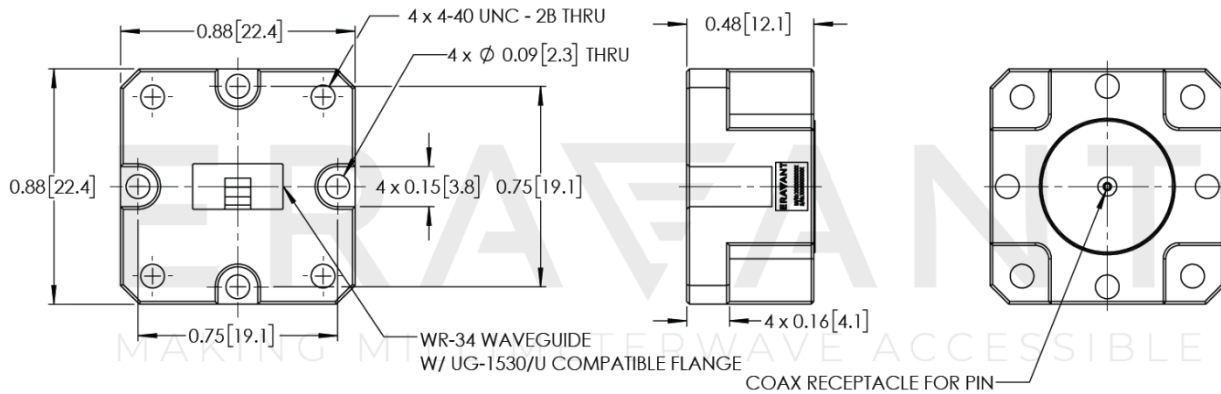 4 x 4-40 UNC - 2B THRU
0.88[22.4]
0.48[12.1]
4 x Ø 0.09[2.3] THRU
0.88[22.4]
4 x 0.15[3.8]
0.75[19.1]
ERAVANT
ERAVANT
0.75[19.1]
4 x 0.16[4.1]
WR-34 WAVEGUIDE
W/ UG-1530/U COMPATIBLE FLANGE
MAKING MILLIMETERWAVE ACCESSIBLE
COAX RECEPTACLE FOR PIN